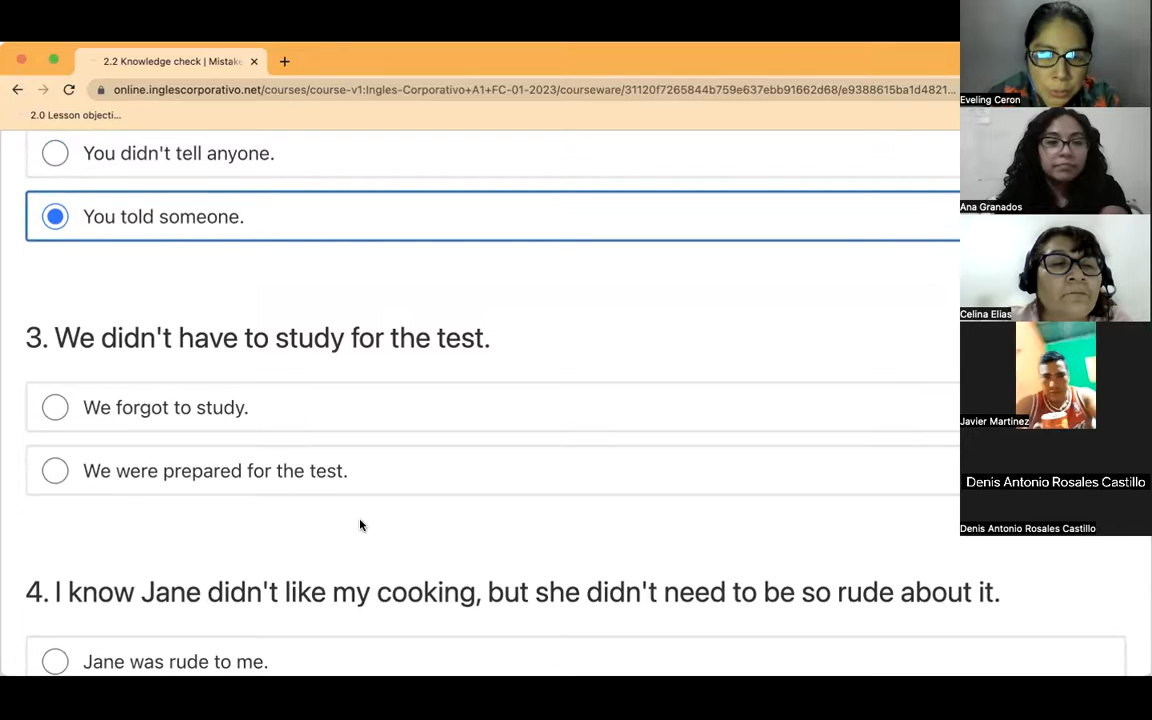 2.2 Knowledge check | Mistake
online.inglescorporativo.net/courses/course-v1:Ingles-Corporativo+A1+FC-01-2023/courseware/31120f7265844b759e637ebb91662d68/e9388615ba1d4821...
2.0 Lesson objecti...
You didn't tell anyone.
You told someone.
3. We didn't have to study for the test.
We forgot to study.
We were prepared for the test.
4. I know Jane didn't like my cooking, but she didn't need to be so rude about it.
Jane was rude to me.
Eveling Ceron
Ana Granados
Celina Elias
Javier Martinez
Denis Antonio Rosales Castillo
Denis Antonio Rosales Castillo